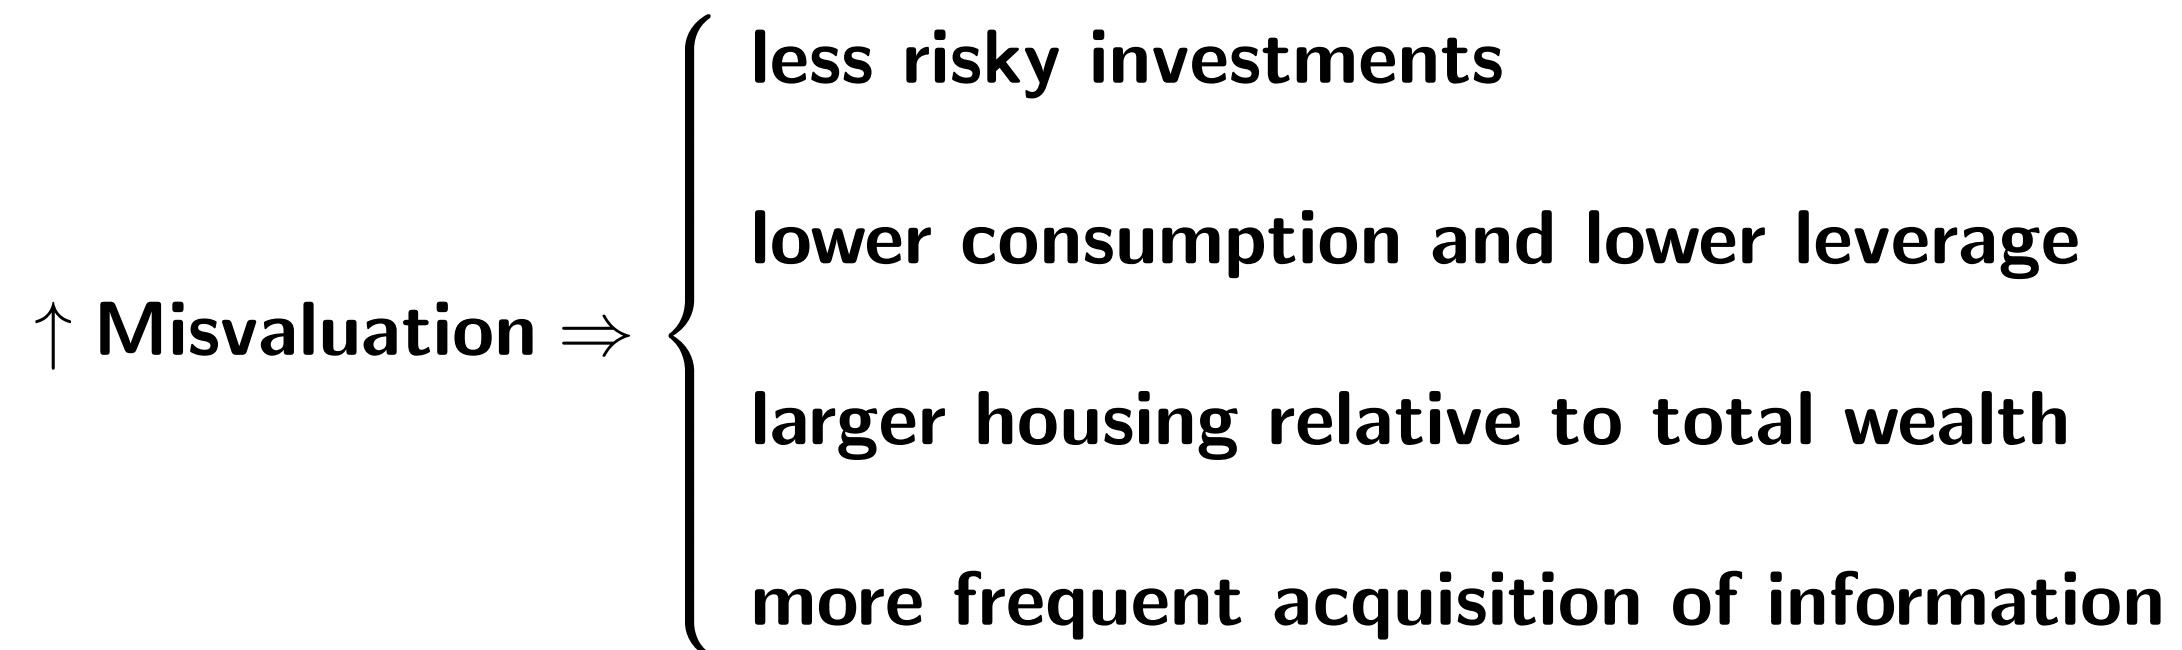 less risky investments
lower consumption and lower leverage
↑ Misvaluation ⇒
larger housing relative to total wealth
more frequent acquisition of information